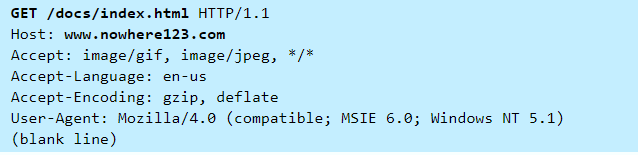 GET /docs/index.html HTTP/1.1
Host: www.nowhere123.com
Accept: image/gif, image/jpeg, */*
Accept-Language: en-us
Accept-Encoding: gzip, deflate
User-Agent: Mozilla/4.0 (compatible; MSIE 6.0; Windows NT 5.1)
(blank line)